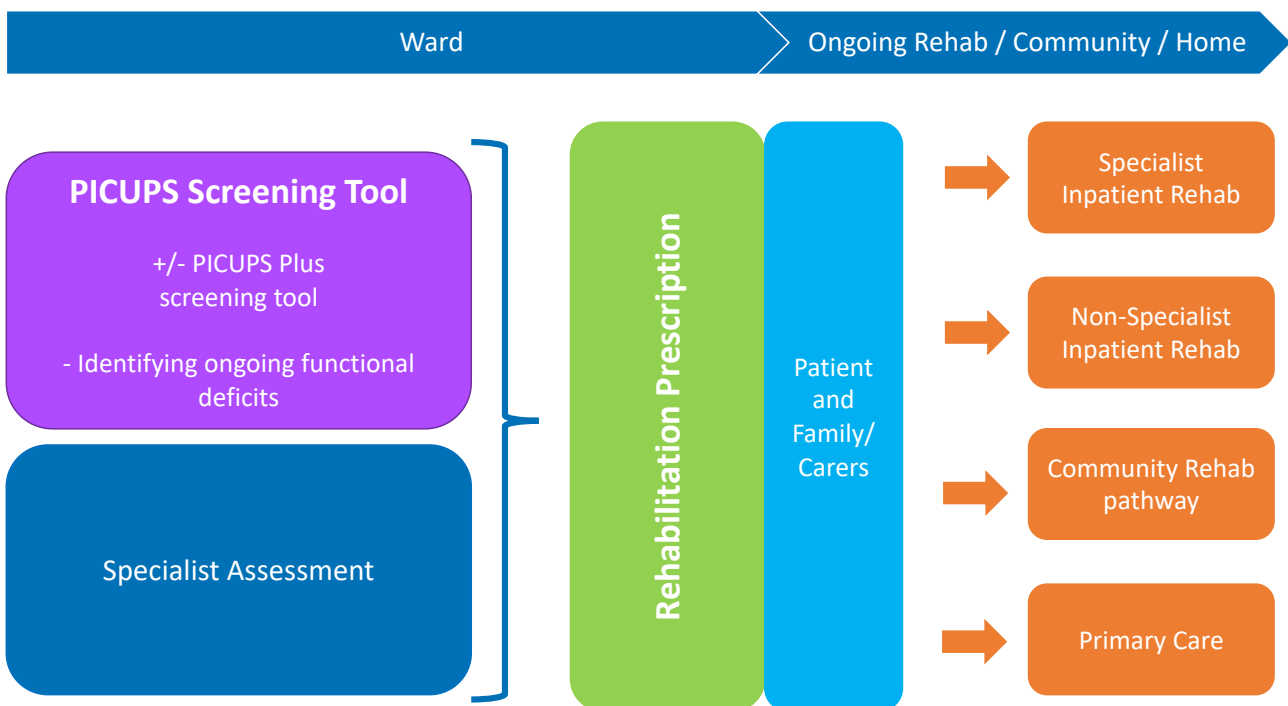 Ward
Ongoing Rehab / Community / Home
PICUPS Screening Tool
+/- PICUPS Plus
screening tool
- Identifying ongoing functional
deficits
Specialist Assessment
Rehabilitation Prescription
Patient
and
Family/
Carers
Specialist
Inpatient Rehab
Non-Specialist
Inpatient Rehab
Community Rehab
pathway
Primary Care